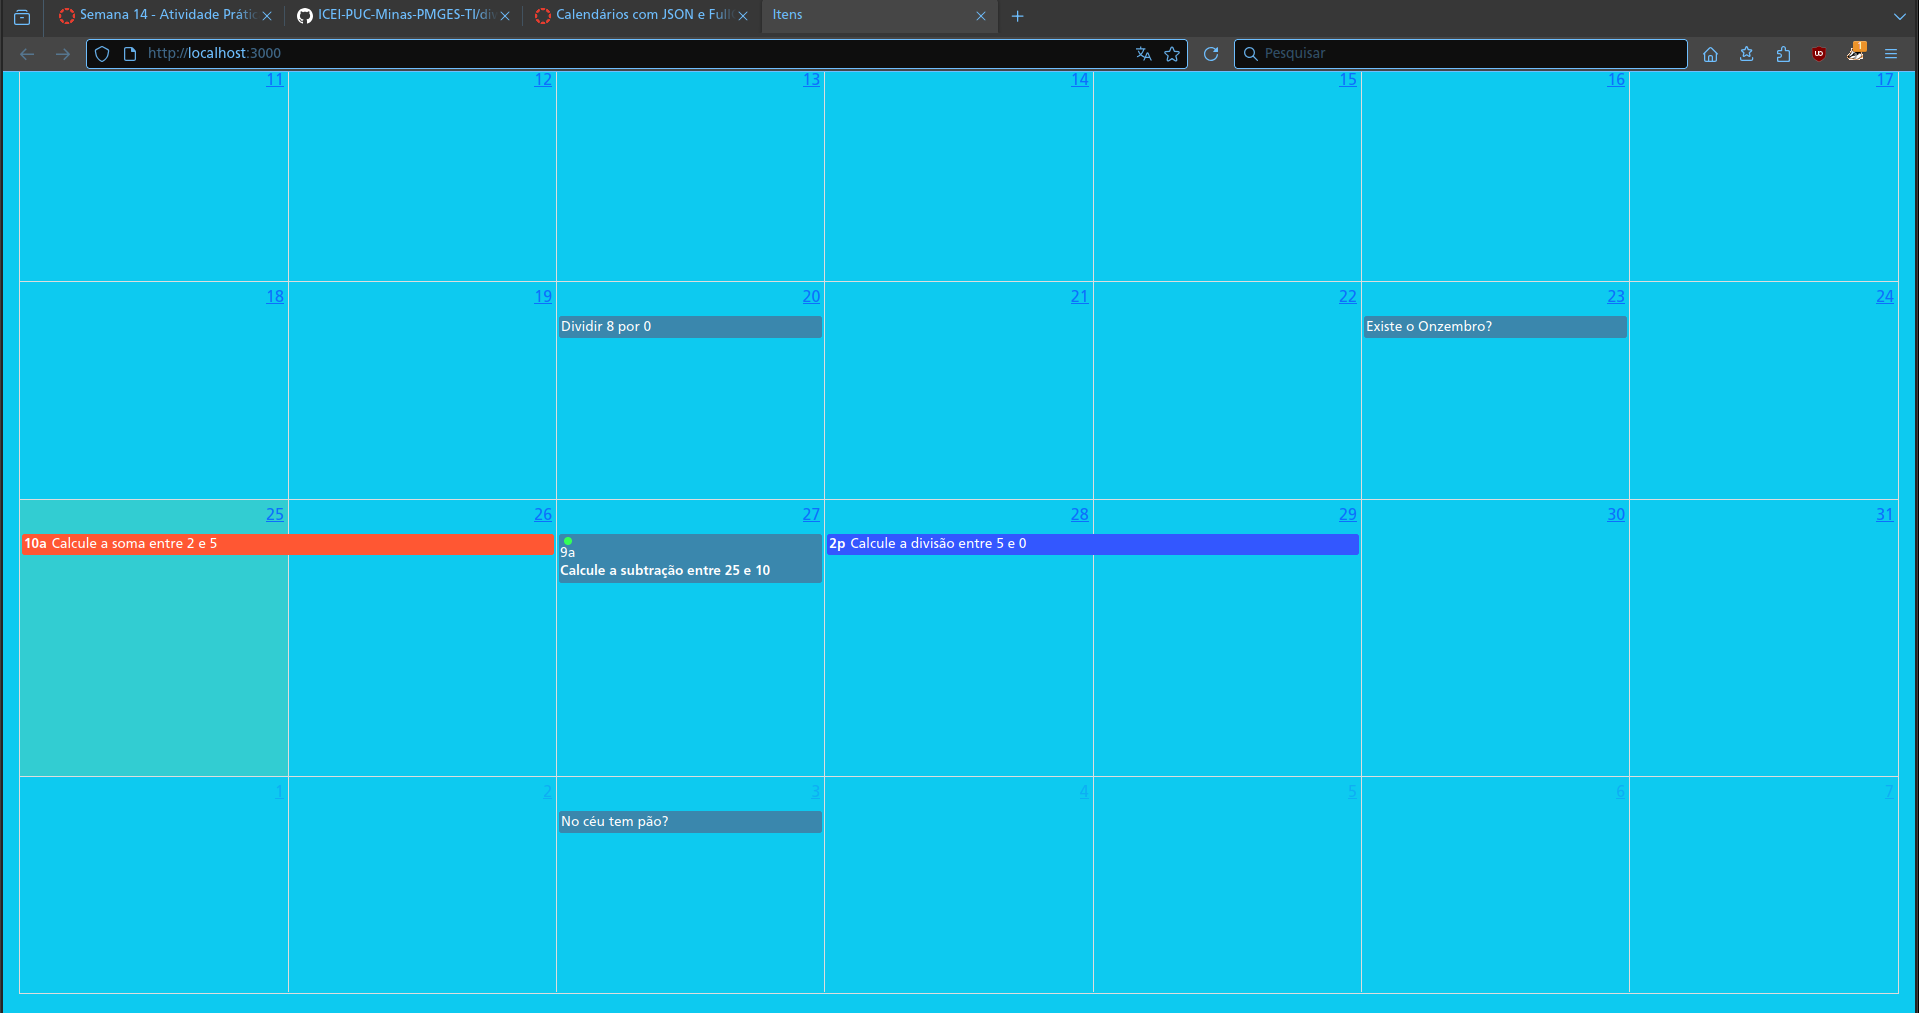 Semana 14 - Atividade Prátic
ICEI-PUC-Minas-PMGES-TI/div
Calendários com JSON e Full
Itens
http://localhost:3000
Pesquisar
1
11 12 13 14 15 16 17
18 19 20 21 22 23 24
Dividir 8 por 0
Existe o Onzembro?
25 26 27 28 29 30 31
10a Calcule a soma entre 2 e 5
9a
Calcule a subtração entre 25 e 10
2p Calcule a divisão entre 5 e 0
1 2 3 4 5 6 7
No céu tem pão?